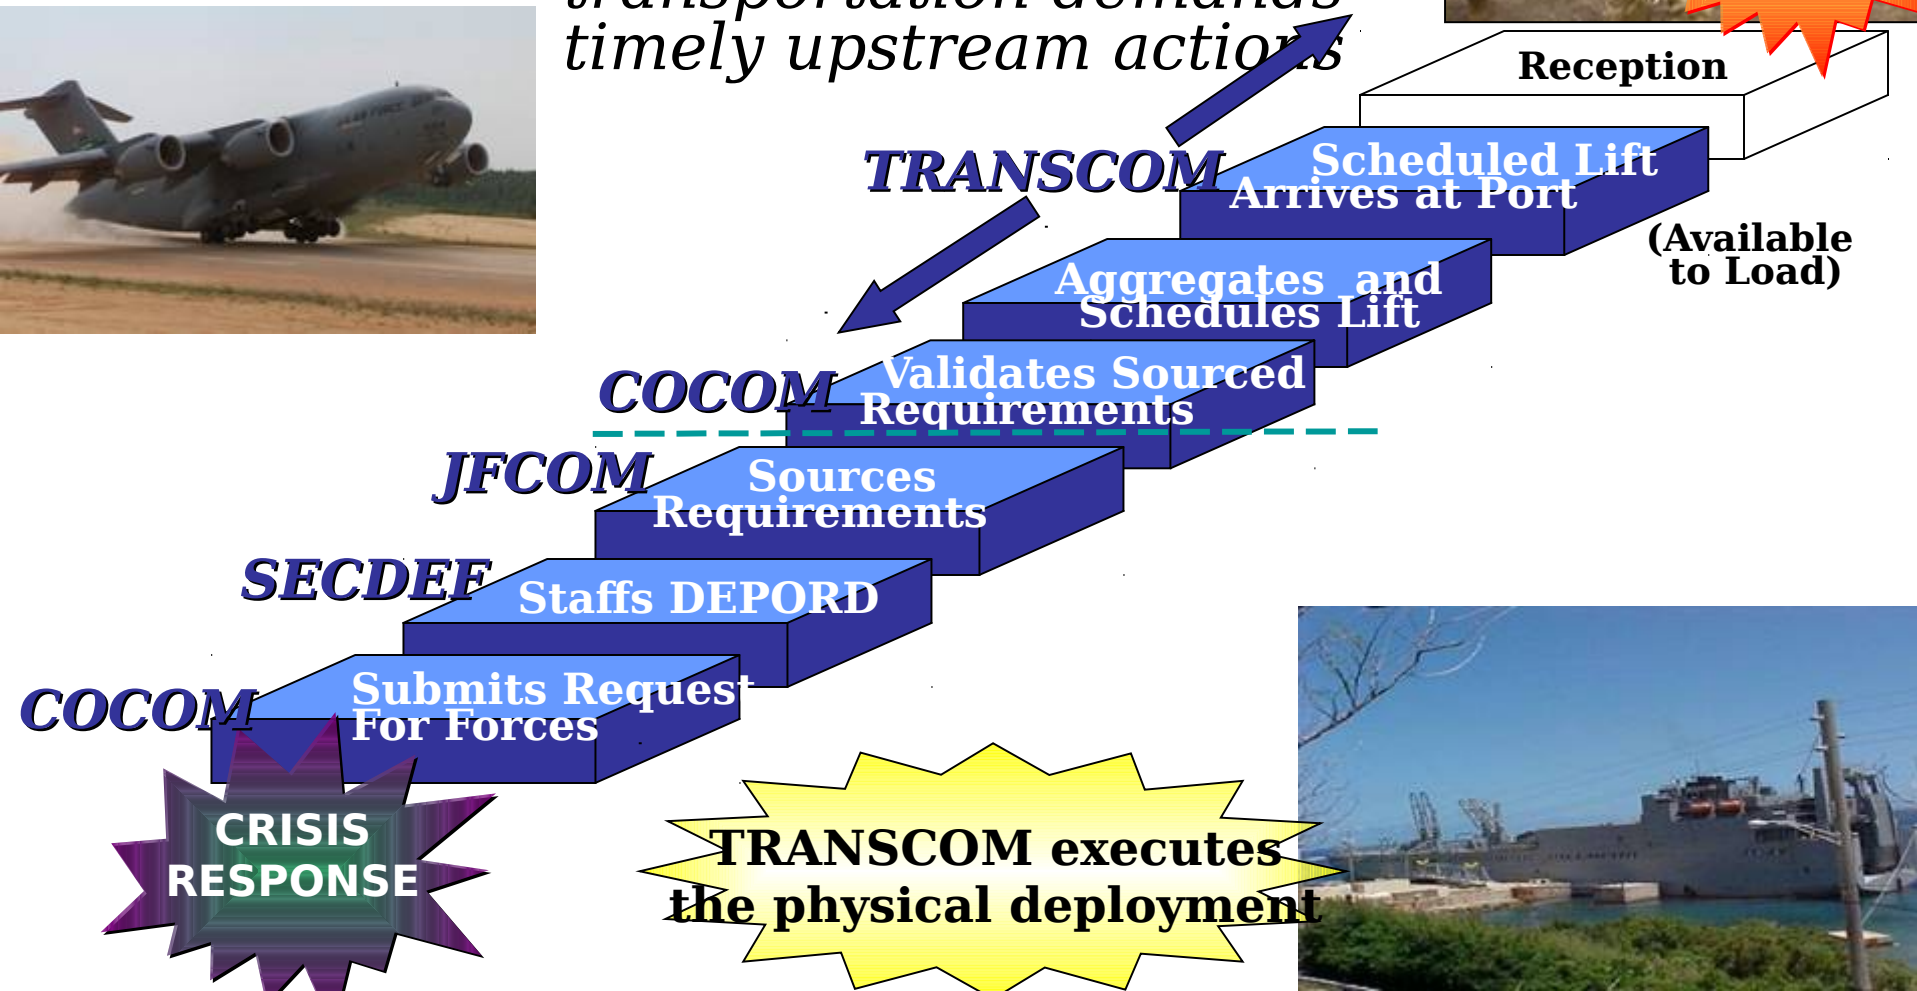 timely upstream actions
Reception
TRANSCOM
Scheduled Lift
Arrives at Port
(Available
to Load)
Aggregates and
Schedules Lift
COCOM
Validates Sourced
Requirements
JFCOM
Sources
Requirements
SECDEF
Staffs DEPORD
COCOM
Submits Request
For Forces
CRISIS
RESPONSE
TRANSCOM executes
the physical deployment